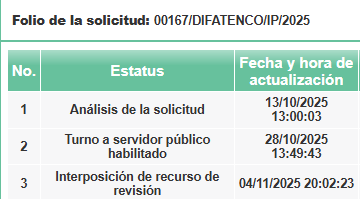 Folio de la solicitud: 00167/DIFATENCO/IP/2025
No. Estatus Fecha y hora de
actualización
1 Análisis de la solicitud 13/10/2025
13:00:03
2 Turno a servidor público
habilitado 28/10/2025
13:49:43
3 Interposición de recurso de
revisión 04/11/2025 20:02:23